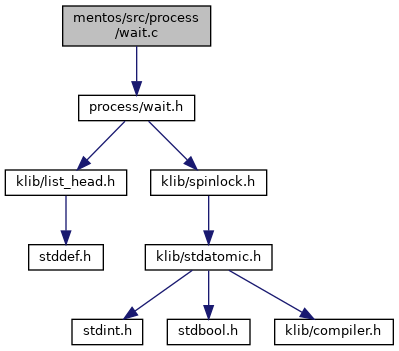 mentos/src/process
/wait.c
process/wait.h
klib/list_head.h
klib/spinlock.h
stddef.h
klib/stdatomic.h
stdint.h
stdbool.h
klib/compiler.h